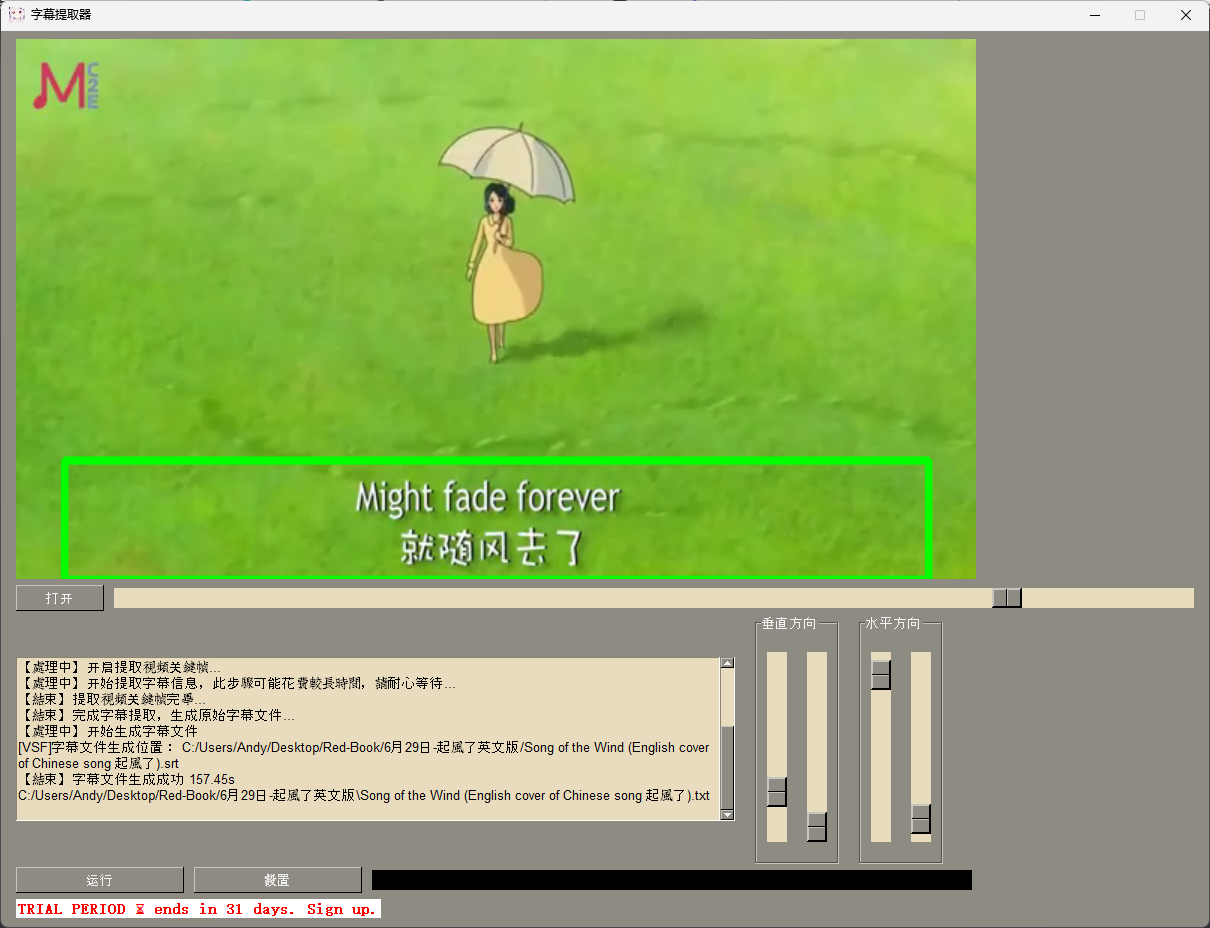 字幕提取器
M C2E
Might fade forever
就随风去了
打开
垂直方向
水平方向
【處理中】开启提取視頻关鍵幀...
【處理中】开始提取字幕信息，此步驟可能花費較長時間，請耐心等待...
【結束】提取視頻关鍵幀完畢...
【結束】完成字幕提取，生成原始字幕文件...
【處理中】开始生成字幕文件
[VSF]字幕文件生成位置： C:/Users/Andy/Desktop/Red-Book/6月29日-起風了英文版/Song of the Wind (English cover
of Chinese song 起風了).srt
【結束】字幕文件生成成功 157.45s
C:/Users/Andy/Desktop/Red-Book/6月29日-起風了英文版\Song of the Wind (English cover of Chinese song 起風了).txt
运行
設置
TRIAL PERIOD ⧖ ends in 31 days. Sign up.